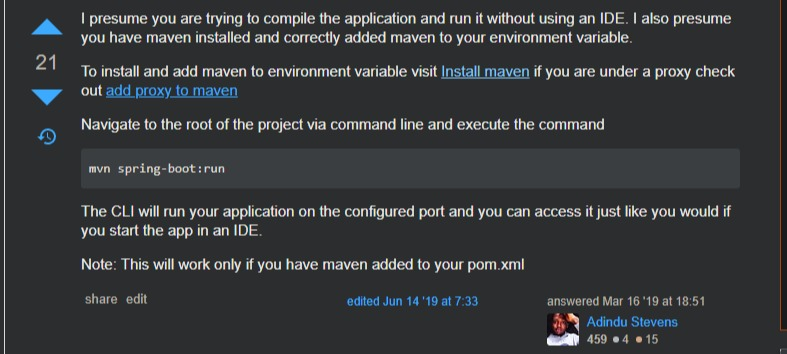 I presume you are trying to compile the application and run it without using an IDE. I also presume
you have maven installed and correctly added maven to your environment variable.
21
To install and add maven to environment variable visit Install maven if you are under a proxy check
out add proxy to maven
Navigate to the root of the project via command line and execute the command
mvn spring-boot:run
The CLI will run your application on the configured port and you can access it just like you would if
you start the app in an IDE.
Note: This will work only if you have maven added to your pom.xml
share edit
edited Jun 14 '19 at 7:33
answered Mar 16 '19 at 18:51
Adindu Stevens
459 ●4 ●15